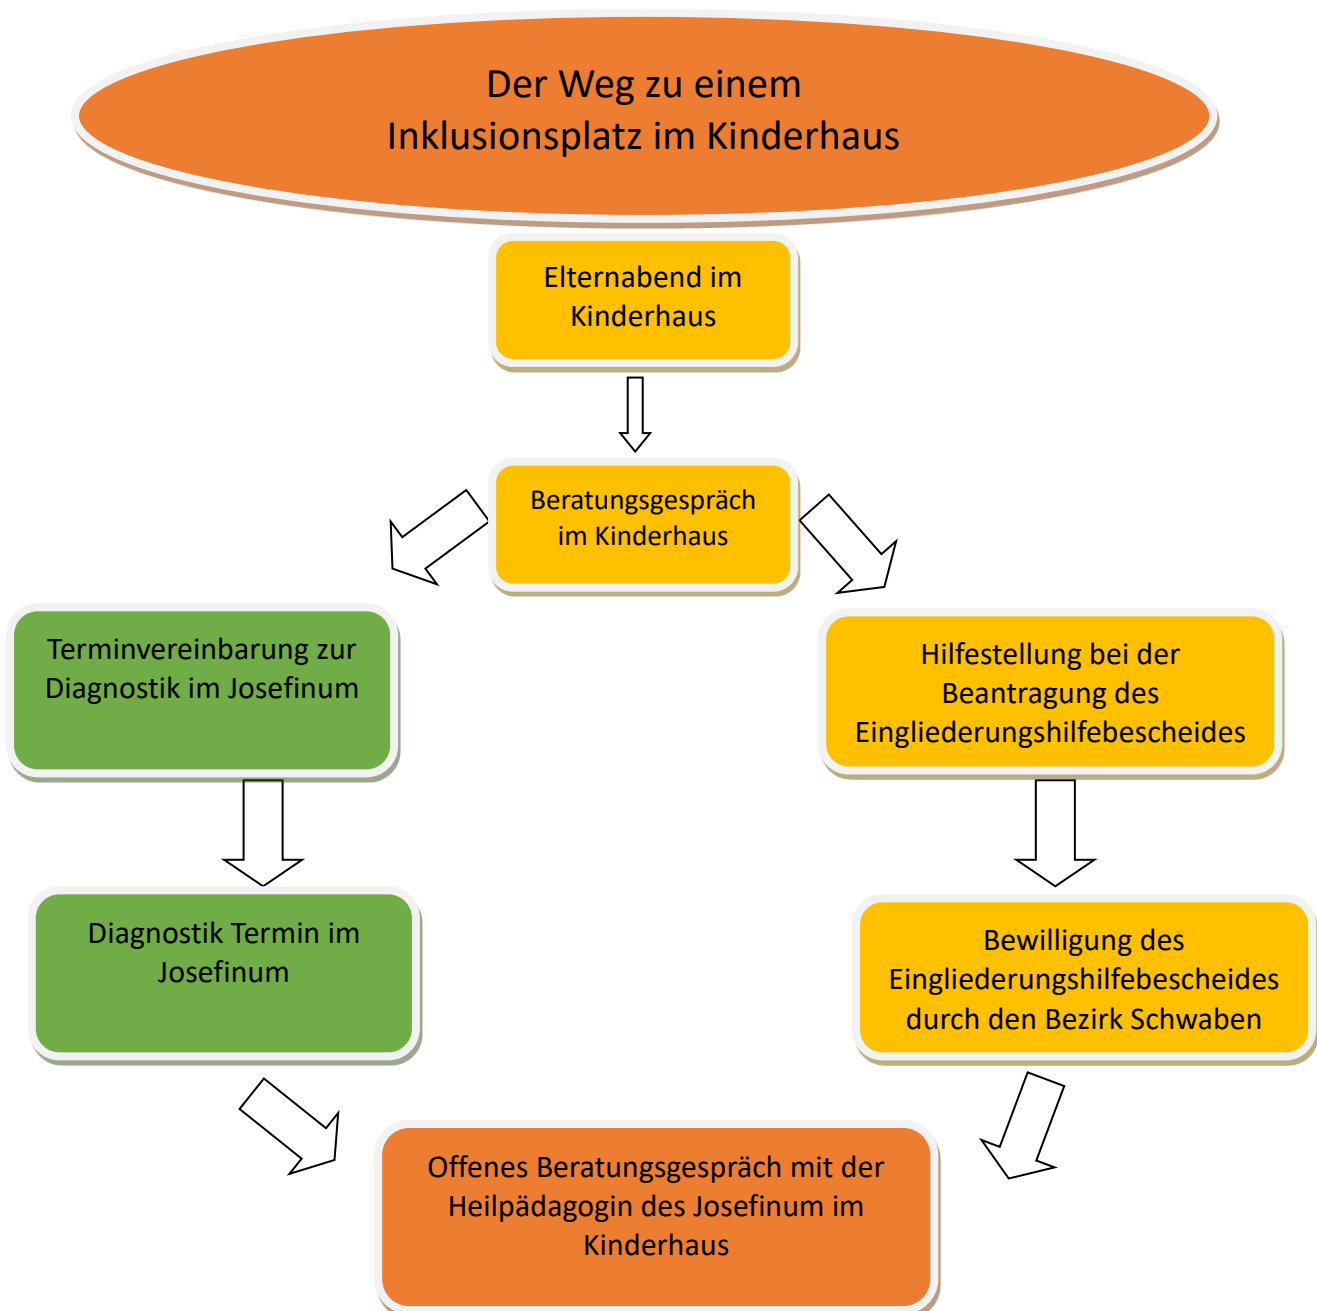 Der Weg zu einem
Inklusionsplatz im Kinderhaus
Elternabend im
Kinderhaus
Beratungsgespräch
im Kinderhaus
Terminvereinbarung zur
Diagnostik im Josefinum
Hilfestellung bei der
Beantragung des
Eingliederungshilfebescheides
Diagnostik Termin im
Josefinum
Bewilligung des
Eingliederungshilfebescheides
durch den Bezirk Schwaben
Offenes Beratungsgespräch mit der
Heilpädagogin des Josefinum im
Kinderhaus